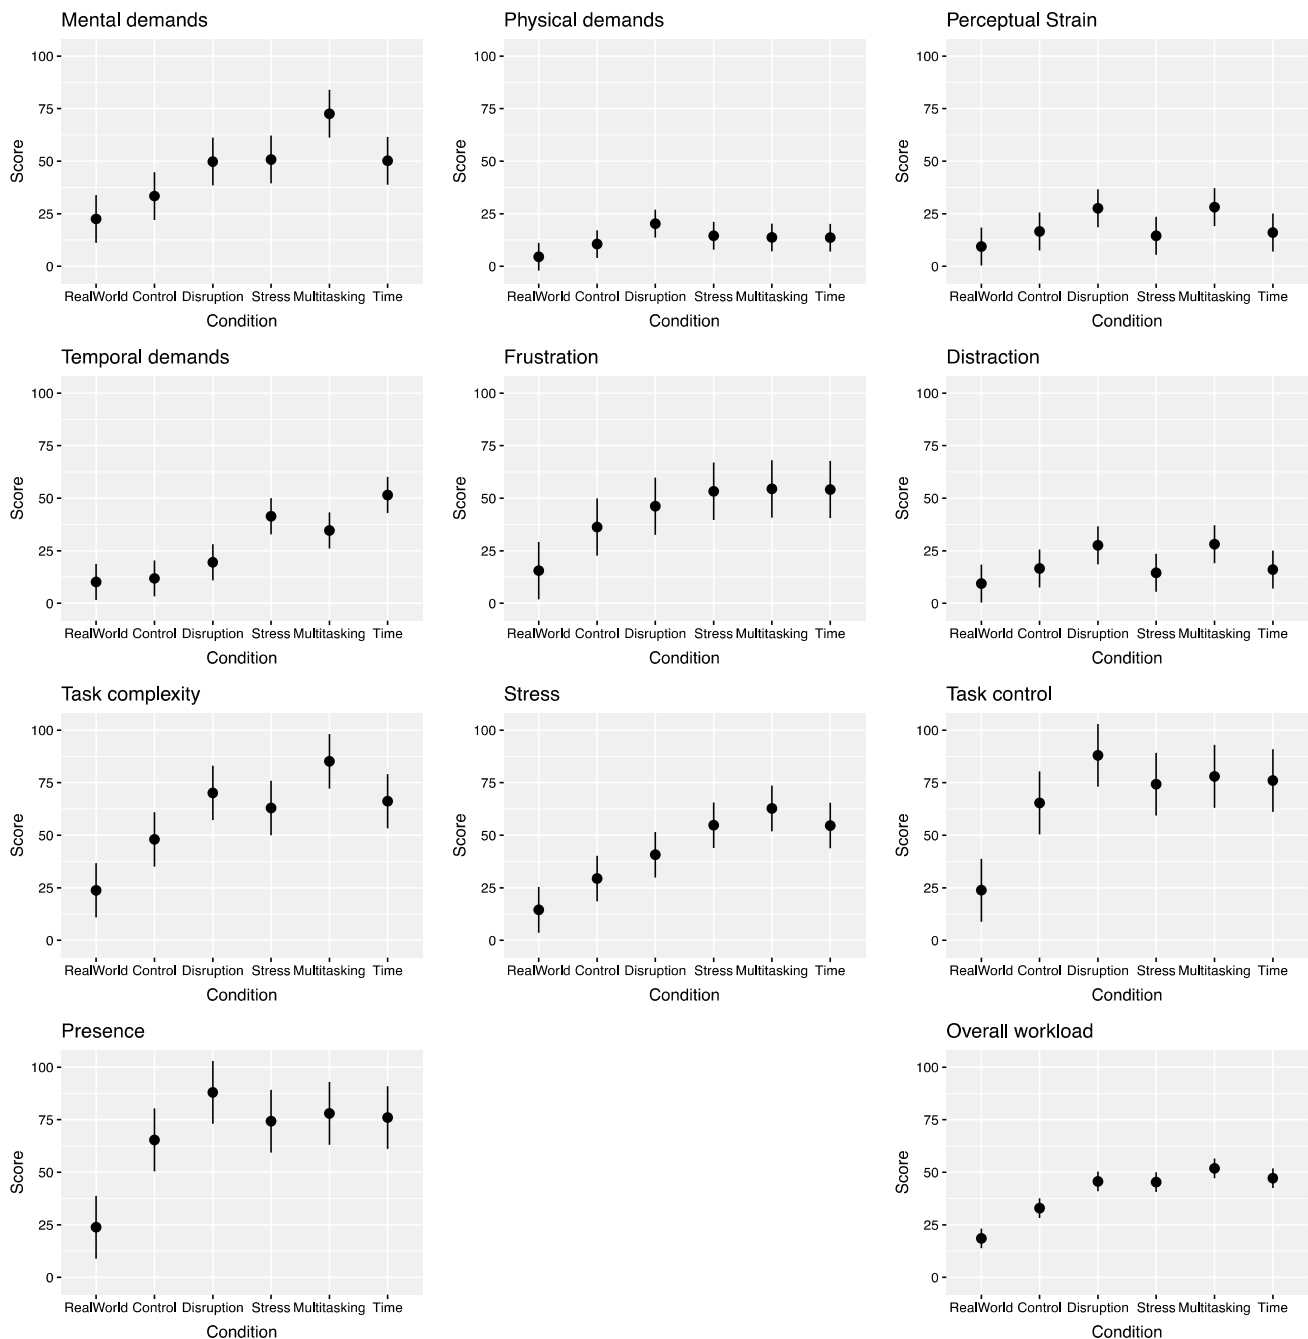 Mental demands
Physical demands
Perceptual Strain
100
75
50
25
0
Score
RealWorld Control Disruption Stress Multitasking Time
Condition
100
75
50
25
0
Score
RealWorld Control Disruption Stress Multitasking Time
Condition
100
75
50
25
0
Score
RealWorld Control Disruption Stress Multitasking Time
Condition
Temporal demands
Frustration
Distraction
100
75
50
25
0
Score
RealWorld Control Disruption Stress Multitasking Time
Condition
100
75
50
25
0
Score
RealWorld Control Disruption Stress Multitasking Time
Condition
100
75
50
25
0
Score
RealWorld Control Disruption Stress Multitasking Time
Condition
Task complexity
Stress
Task control
100
75
50
25
0
Score
RealWorld Control Disruption Stress Multitasking Time
Condition
100
75
50
25
0
Score
RealWorld Control Disruption Stress Multitasking Time
Condition
100
75
50
25
0
Score
RealWorld Control Disruption Stress Multitasking Time
Condition
Presence
Overall workload
100
75
50
25
0
Score
RealWorld Control Disruption Stress Multitasking Time
Condition
100
75
50
25
0
Score
RealWorld Control Disruption Stress Multitasking Time
Condition